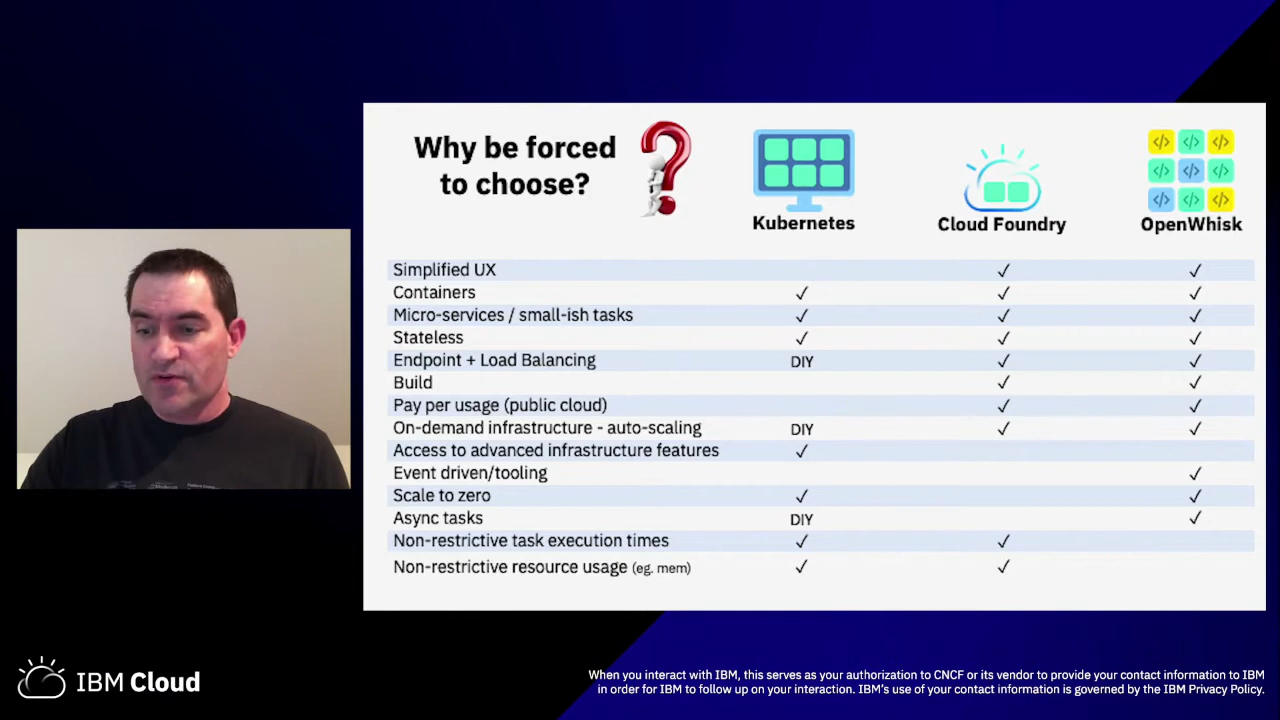 Why be forced
to choose?
Kubernetes
Cloud Foundry
OpenWhisk
Simplified UX ✓ ✓
Containers ✓ ✓ ✓
Micro-services / small-ish tasks ✓ ✓ ✓
Stateless ✓ ✓ ✓
Endpoint + Load Balancing DIY ✓ ✓
Build ✓ ✓
Pay per usage (public cloud) ✓ ✓
On-demand infrastructure - auto-scaling DIY ✓ ✓
Access to advanced infrastructure features ✓
Event driven/tooling ✓
Scale to zero ✓ ✓
Async tasks DIY ✓
Non-restrictive task execution times ✓ ✓
Non-restrictive resource usage (eg. mem) ✓ ✓
IBM Cloud
When you interact with IBM, this serves as your authorization to CNCF or its vendor to provide your contact information to IBM
in order for IBM to follow up on your interaction. IBM's use of your contact information is governed by the IBM Privacy Policy.